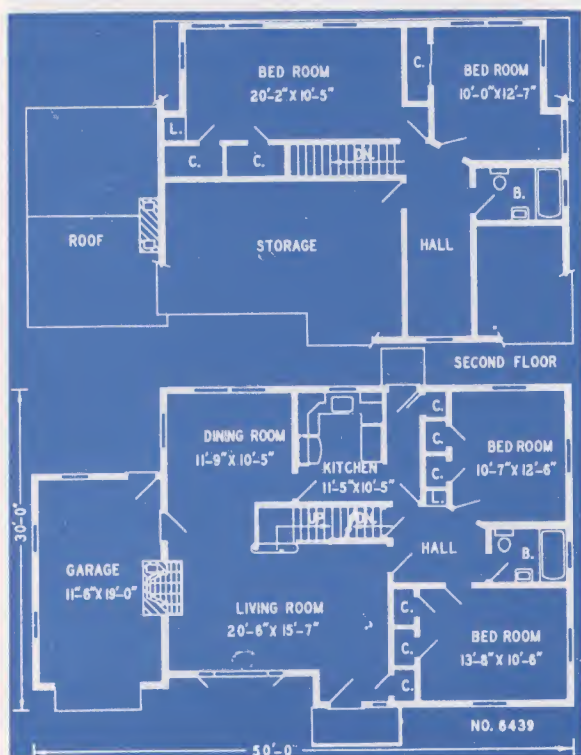 BED ROOM
20'-2" X 10'-5"
C.
BED ROOM
10'-0" X 12'-7"
L.
C.
C.
DN.
B.
ROOF
STORAGE
HALL
SECOND FLOOR
DINING ROOM
11'-9" X 10'-5"
KITCHEN
11'-5" X 10'-5"
C.
C.
C.
L.
BED ROOM
10'-7" X 12'-6"
30'-0"
UP
DN.
HALL
B.
GARAGE
11'-6" X 19'-0"
LIVING ROOM
20'-6" X 15'-7"
C.
C.
C.
BED ROOM
13'-6" X 10'-6"
NO. 6439
50'-0"